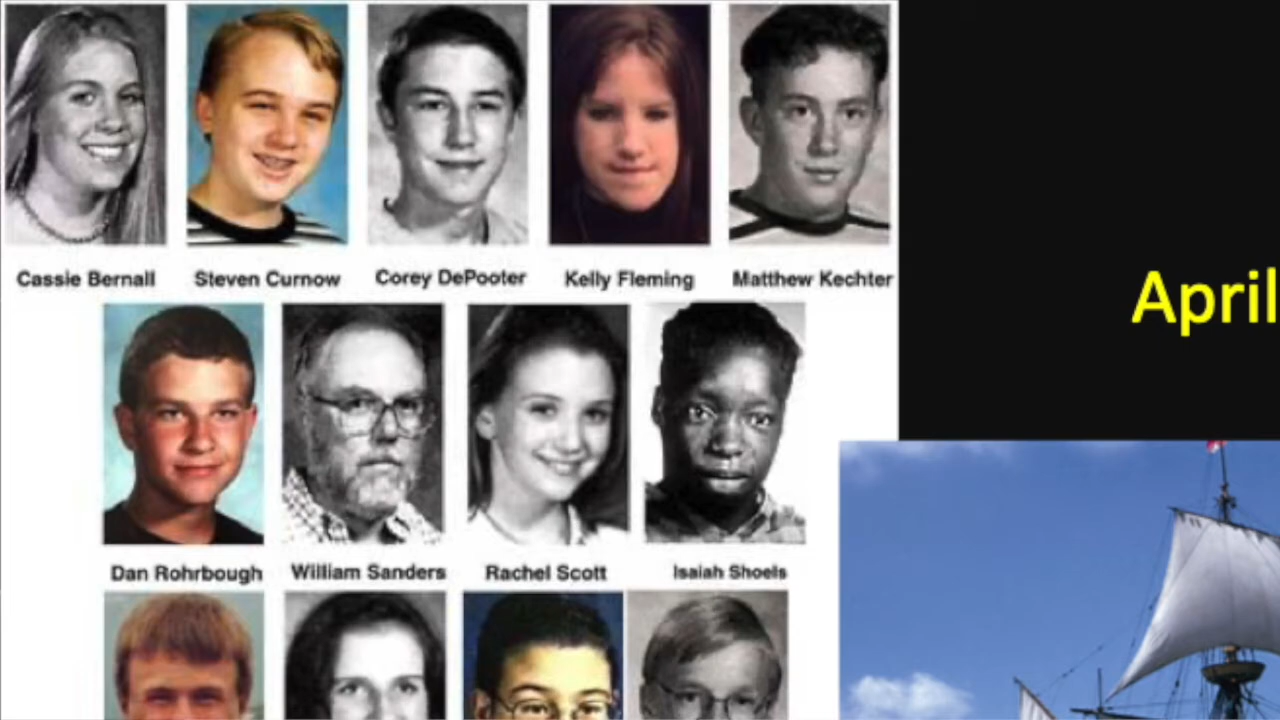 Cassie Bernall Steven Curnow Corey DePooter Kelly Fleming Matthew Kechter
April
Dan Rohrbough William Sanders Rachel Scott Isaiah Shoels